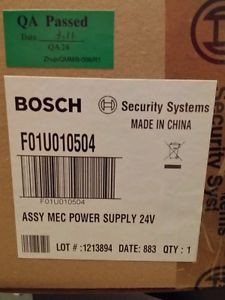 QA Passed
Date
QA 28
BOSCH Security Systems
MADE IN CHINA
F01U010504
F01U010504
ASSY MEC POWER SUPPLY 24V
LOT #: 1213894 DATE: 883 QTY: 1